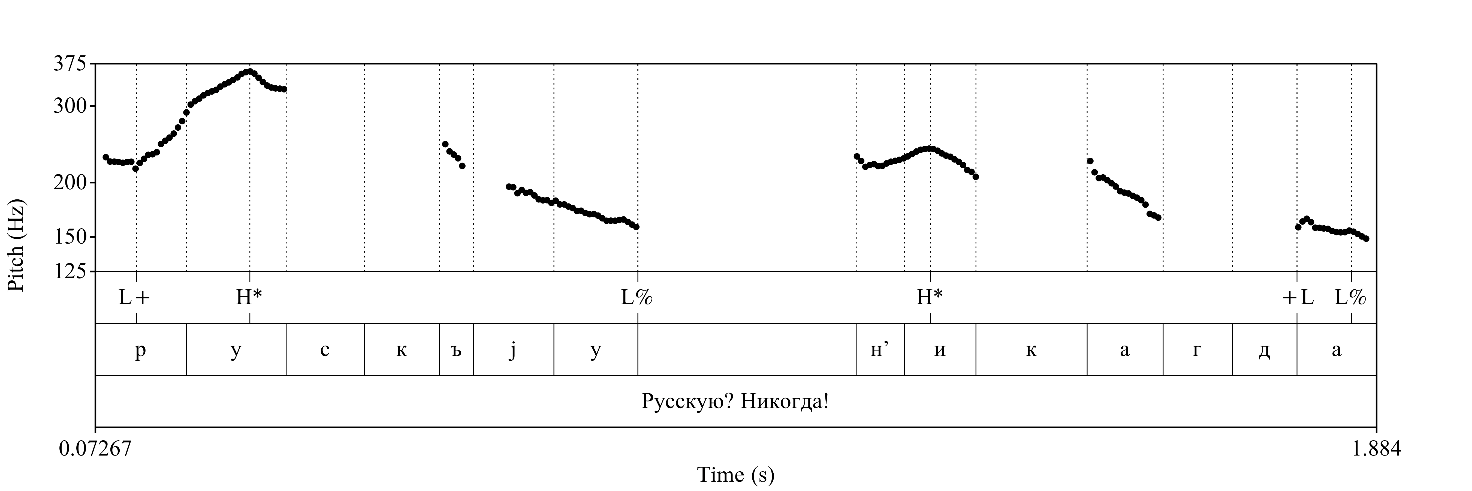 375
300
200
150
125
Pitch (Hz)
L+ H* L% H* +L L%
р у с к ъ j у н’ и к а г д а
Русскую? Никогда!
0.07267 1.884
Time (s)